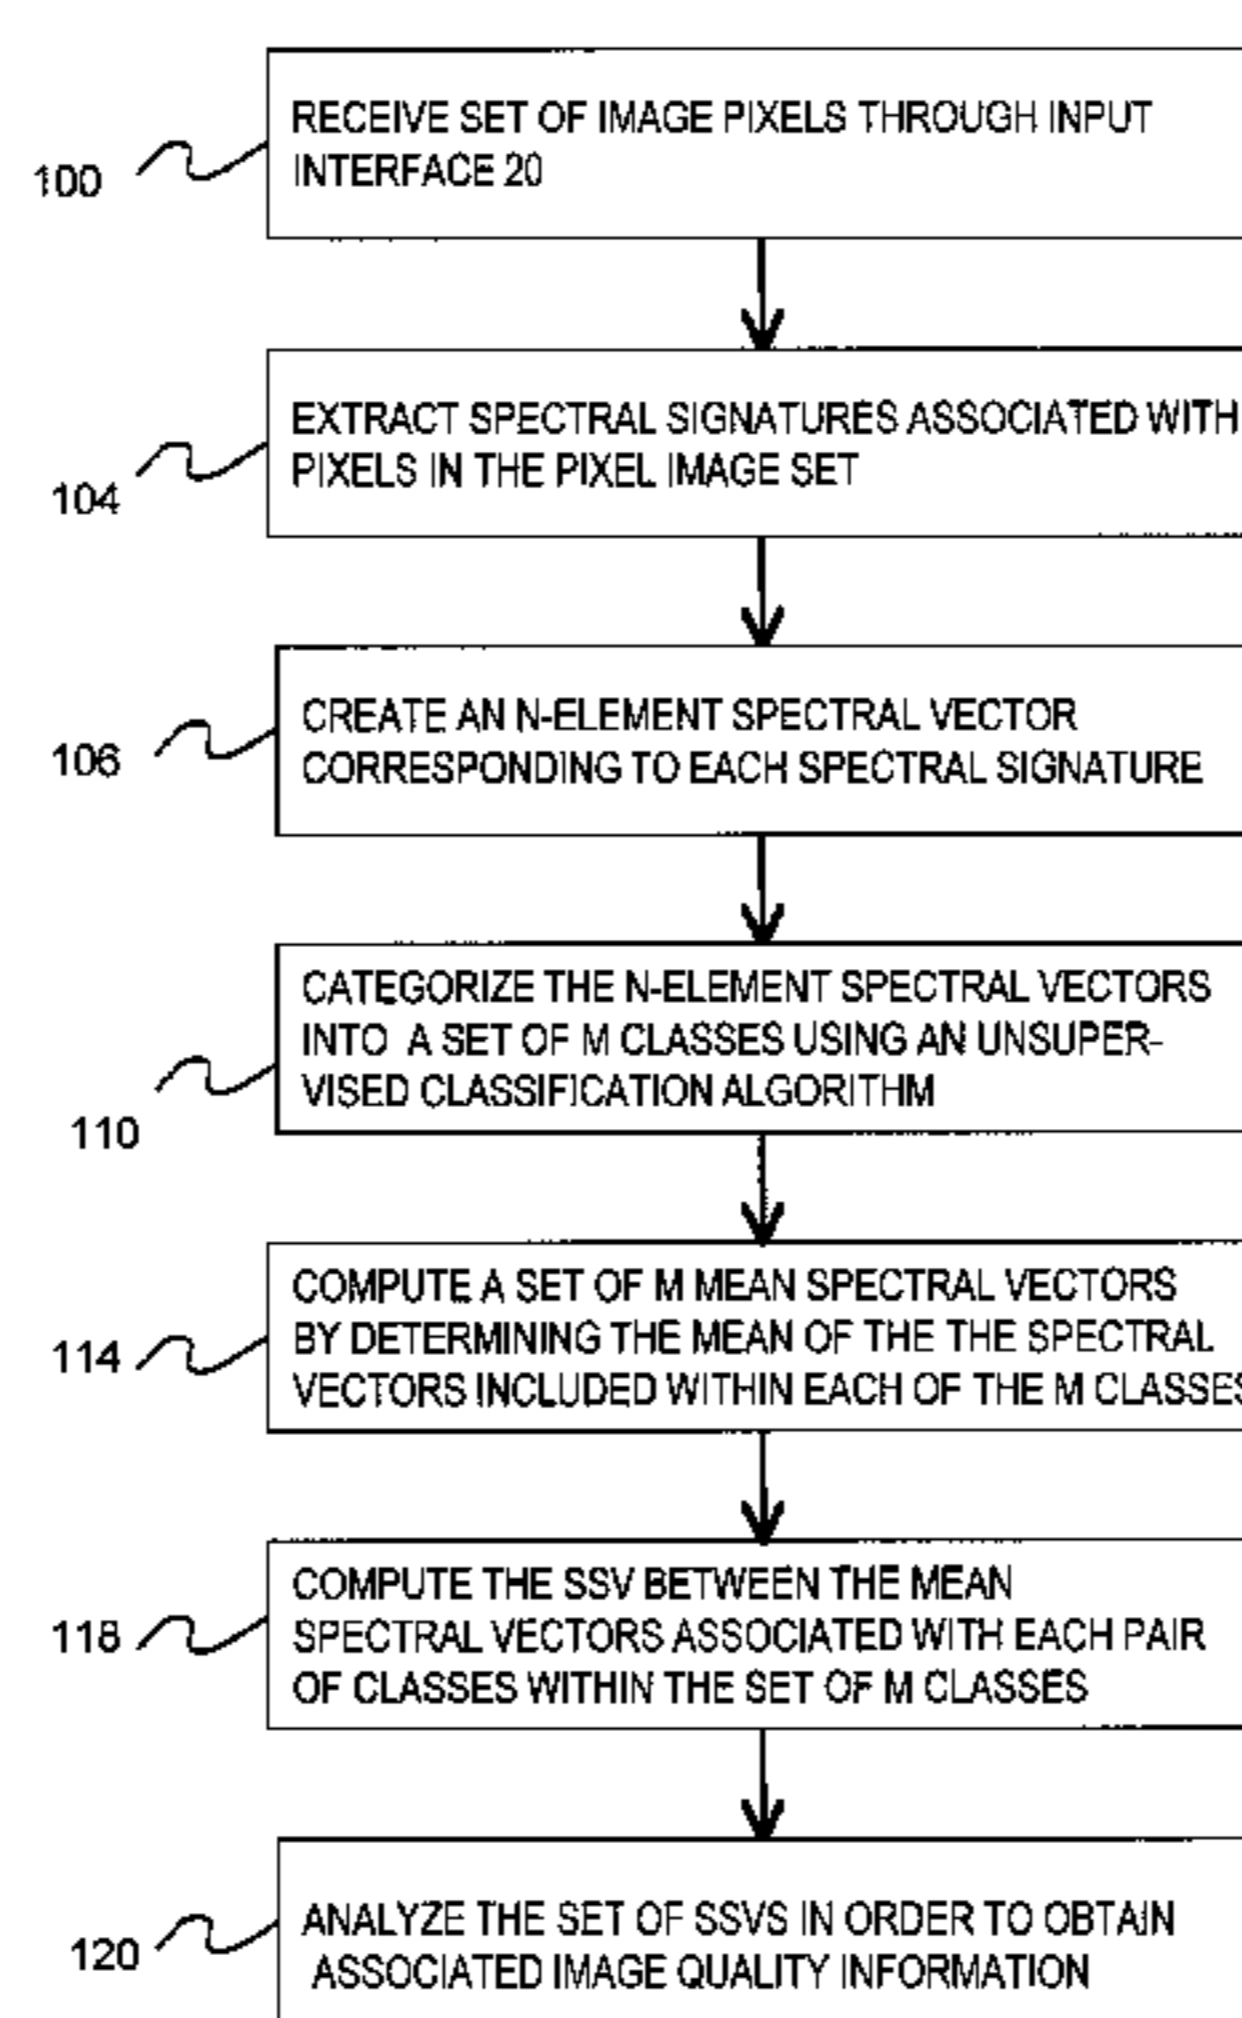 RECEIVE SET OF IMAGE PIXELS THROUGH INPUT
INTERFACE 20
100
EXTRACT SPECTRAL SIGNATURES ASSOCIATED WITH
PIXELS IN THE PIXEL IMAGE SET
104
CREATE AN N-ELEMENT SPECTRAL VECTOR
CORRESPONDING TO EACH SPECTRAL SIGNATURE
106
CATEGORIZE THE N-ELEMENT SPECTRAL VECTORS
INTO A SET OF M CLASSES USING AN UNSUPER-
VISED CLASSIFICATION ALGORITHM
110
COMPUTE A SET OF M MEAN SPECTRAL VECTORS
BY DETERMINING THE MEAN OF THE THE SPECTRAL
VECTORS INCLUDED WITHIN EACH OF THE M CLASSES
114
COMPUTE THE SSV BETWEEN THE MEAN
SPECTRAL VECTORS ASSOCIATED WITH EACH PAIR
OF CLASSES WITHIN THE SET OF M CLASSES
118
ANALYZE THE SET OF SSVS IN ORDER TO OBTAIN
ASSOCIATED IMAGE QUALITY INFORMATION
120